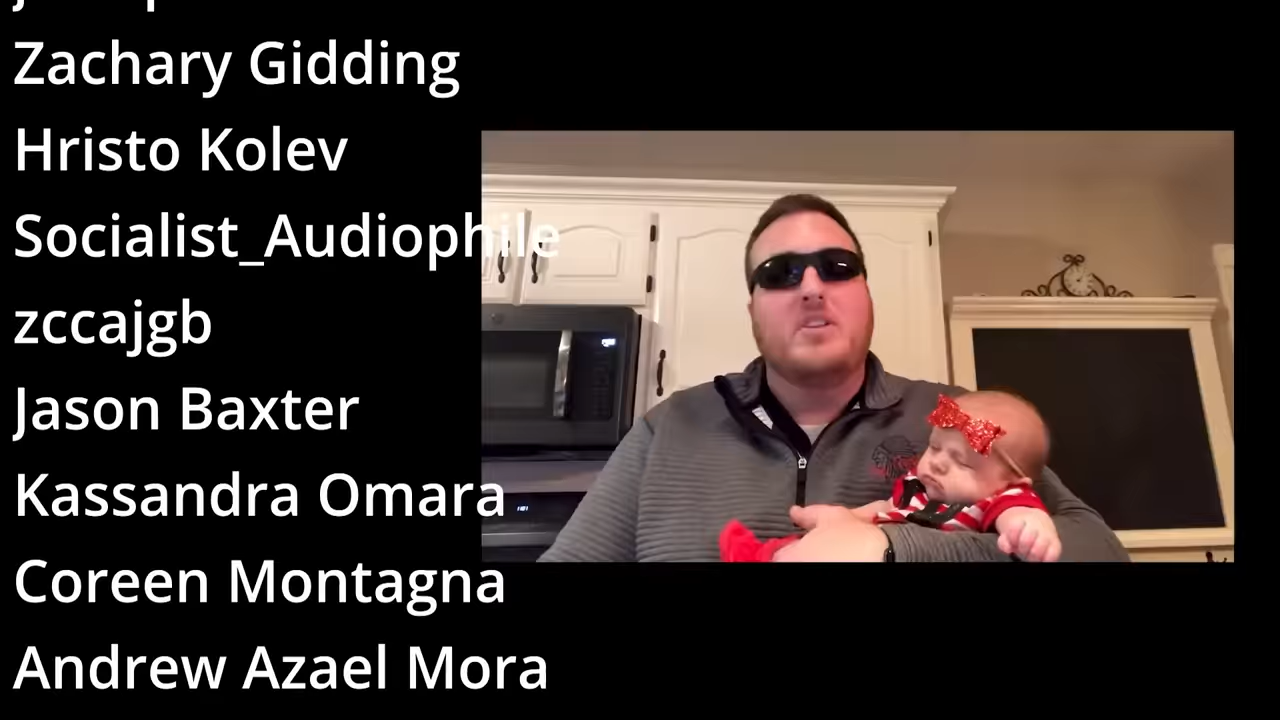 Zachary Gidding
Hristo Kolev
Socialist_Audiophile
zccajgb
Jason Baxter
Kassandra Omara
Coreen Montagna
Andrew Azael Mora